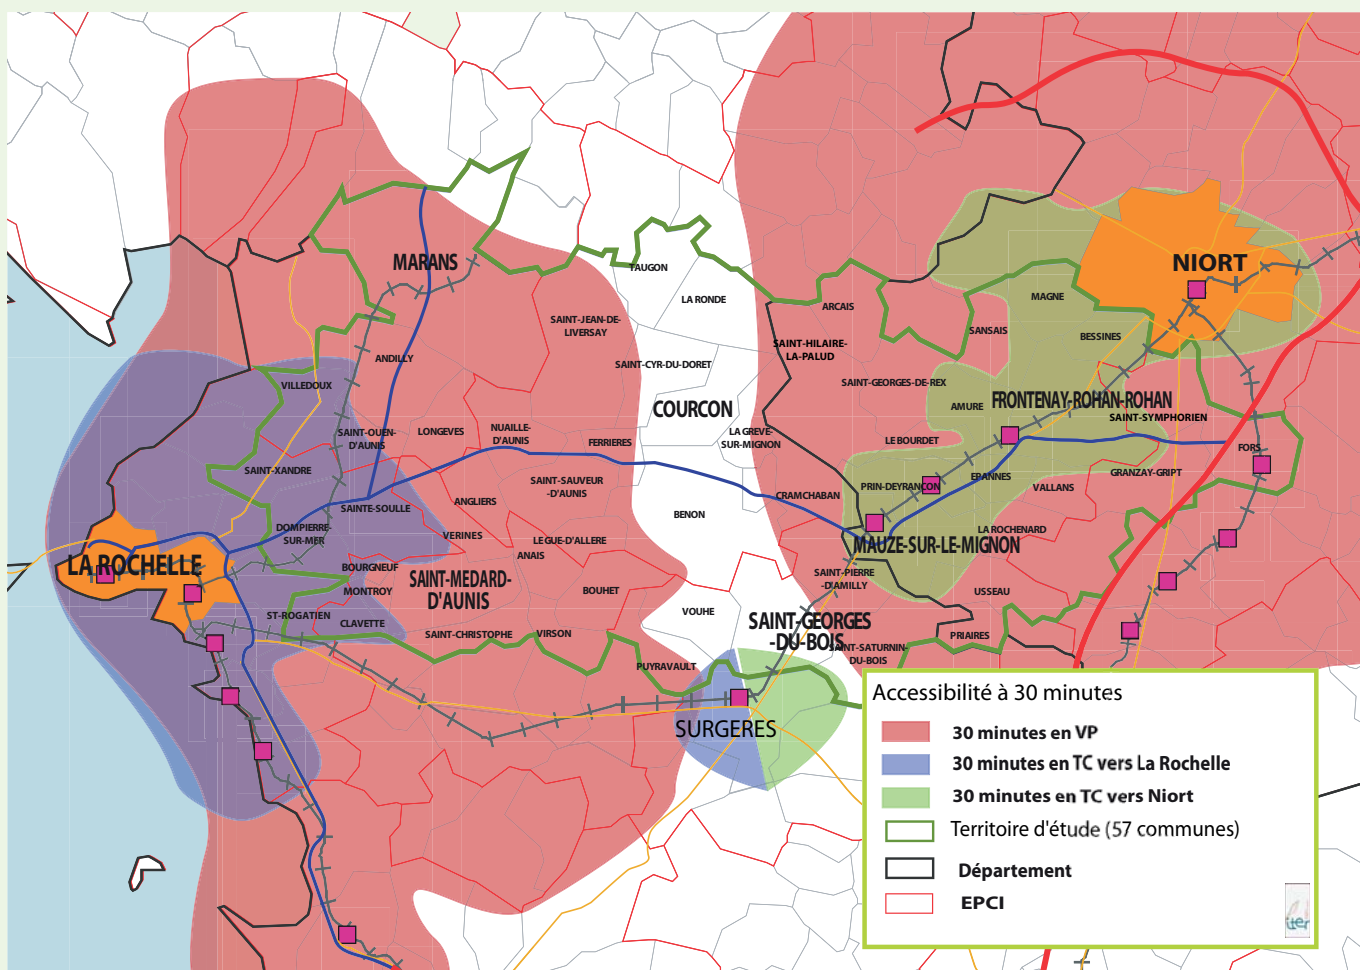 MARANS
TAUGON
LA RONDE
SAINT-JEAN-DE-
LIVERSAY
ARCAIS
MAGNE
NIORT
SANSAIS
BESSINES
SAINT-HILAIRE-
LA-PALUD
ANDILLY
SAINT-CYR-DU-DORET
VILLEDOUX
SAINT-GEORGES-DE-REX
COURCON
AMURE
FRONTENAY-ROHAN-ROHAN
SAINT-SYMPHORIEN
SAINT-OUEN-
D'AUNIS
LONGEVES
NUAILLE-
D'AUNIS
FERRIERES
LA GREVE-
SUR-MIGNON
LE BOURDET
FORS
SAINT-XANDRE
SAINT-SAUVEUR
-D'AUNIS
PRIN-DEYRANCON
EPANNES
GRANZAY-GRIPT
VALLANS
CRAMCHABAN
SAINTE-SOULLE
ANGLIERS
BENON
DOMPIERRE-
SUR-MER
VERINES
LE GUE-D'ALLERE
ANAIS
LA ROCHENARD
MAUZE-SUR-LE-MIGNON
LA ROCHELLE
BOURGNEUF
MONTROY
SAINT-MEDARD-
D'AUNIS
BOUHET
SAINT-PIERRE
-D'AMILLY
USSEAU
VOUHE
ST-ROGATIEN
CLAVETTE
SAINT-CHRISTOPHE
VIRSON
SAINT-GEORGES
-DU-BOIS
PRIAIRES
SAINT-SATURNIN-
DU-BOIS
PUYRAVAULT
SURGERES
Accessibilité à 30 minutes
30 minutes en VP
30 minutes en TC vers La Rochelle
30 minutes en TC vers Niort
Territoire d'étude (57 communes)
Département
EPCI
iter